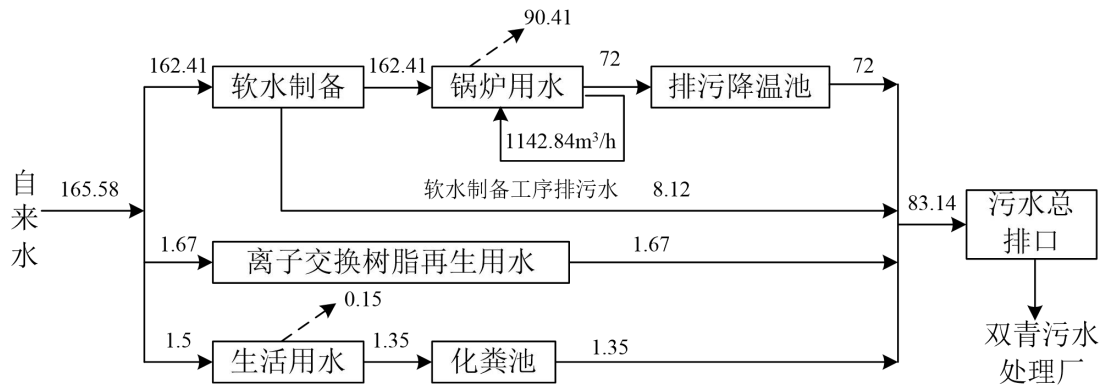 90.41
162.41
软水制备
162.41
锅炉用水
72
排污降温池
72
1142.84m³/h
自来水
165.58
软水制备工序排污水
8.12
83.14
污水总
排口
1.67
离子交换树脂再生用水
1.67
0.15
1.5
生活用水
1.35
化粪池
1.35
双青污水
处理厂